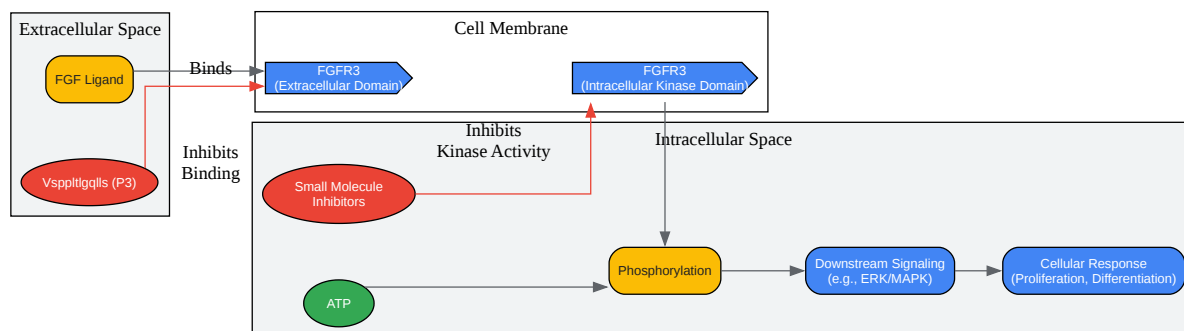 Extracellular Space
Cell Membrane
FGF Ligand
Binds
FGFR3
(Extracellular Domain)
FGFR3
(Intracellular Kinase Domain)
Inhibits
Binding
Vsppltlgqlls (P3)
Inhibits
Kinase Activity
Intracellular Space
Small Molecule
Inhibitors
Phosphorylation
Downstream Signaling
(e.g., ERK/MAPK)
Cellular Response
(Proliferation, Differentiation)
ATP